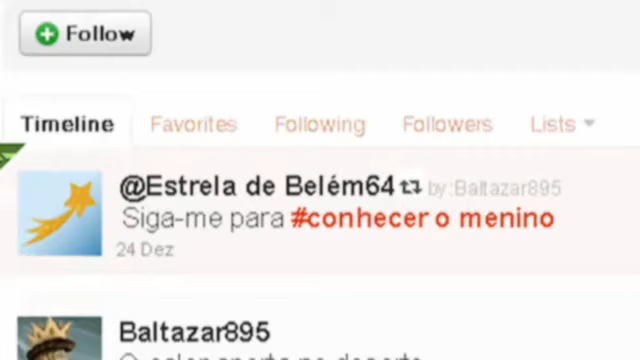 Follow
Timeline Favorites Following Followers Lists
@Estrela de Belém64 by:Baltazar895
Siga-me para #conhecer o menino
24 Dez
Baltazar895